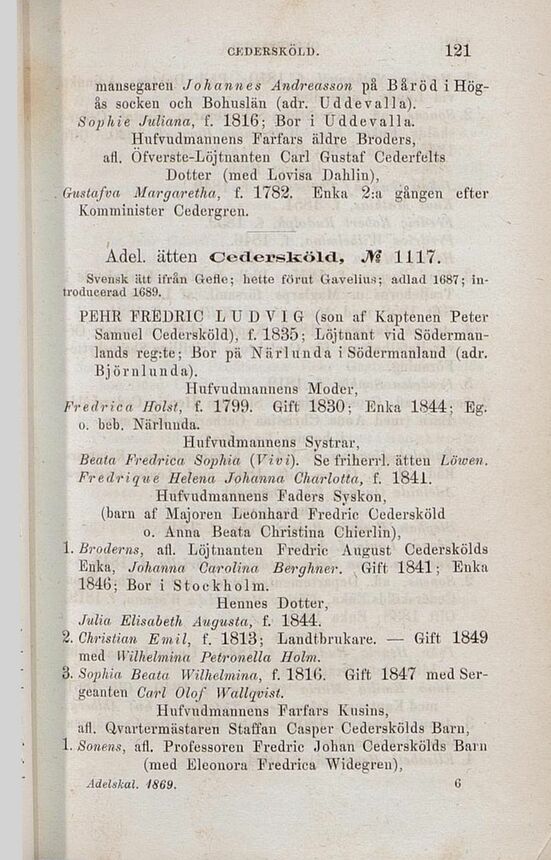 CEDERSKÖLD. 121
mansegaren Johannes Andreasson på Båröd i Hög-
ås socken och Bohuslän (adr. Uddevalla).
Sophie Juliana, f. 1816; Bor i Uddevalla.
Hufvudmannens Farfars äldre Broders,
afl. Öfverste-Löjtnanten Carl Gustaf Cederfelts
Dotter (med Lovisa Dahlin),
Gustafva Margaretha, f. 1782. Enka 2:a gången efter
Komminister Cedergren.
Adel. ätten Cedersköld, № 1117.
Svensk ätt ifrån Gefle; hette förut Gavelius; adlad 1687; in-
troducerad 1689.
PEHR FREDRIC LUDVIG (son af Kaptenen Peter
Samuel Cedersköld), f. 1835; Löjtnant vid Söderman-
lands reg:te; Bor på Närlunda i Södermanland (adr.
Björnlunda).
Hufvudmannens Moder,
Fredrica Holst, f. 1799. Gift 1830; Enka 1844; Eg.
o. beb. Närlunda.
Hufvudmannens Systrar,
Beata Fredrica Sophia (Vivi). Se friherrl. ätten Löwen.
Fredrique Helena Johanna Charlotta, f. 1841.
Hufvudmannens Faders Syskon,
(barn af Majoren Leonhard Fredric Cedersköld
o. Anna Beata Christina Chierlin),
1. Broderns, afl. Löjtnanten Fredric August Cederskölds
Enka, Johanna Carolina Berghner. Gift 1841; Enka
1846; Bor i Stockholm.
Hennes Dotter,
Julia Elisabeth Augusta, f. 1844.
2. Christian Emil, f. 1813; Landtbrukare. — Gift 1849
med Wilhelmina Petronella Holm.
3. Sophia Beata Wilhelmina, f. 1816. Gift 1847 med Ser-
geanten Carl Olof Wallqvist.
Hufvudmannens Farfars Kusins,
afl. Qvartermästaren Staffan Casper Cederskölds Barn,
1. Sonens, afl. Professoren Fredric Johan Cederskölds Barn
(med Eleonora Fredrica Widegren),
Adelskal. 1869. 6